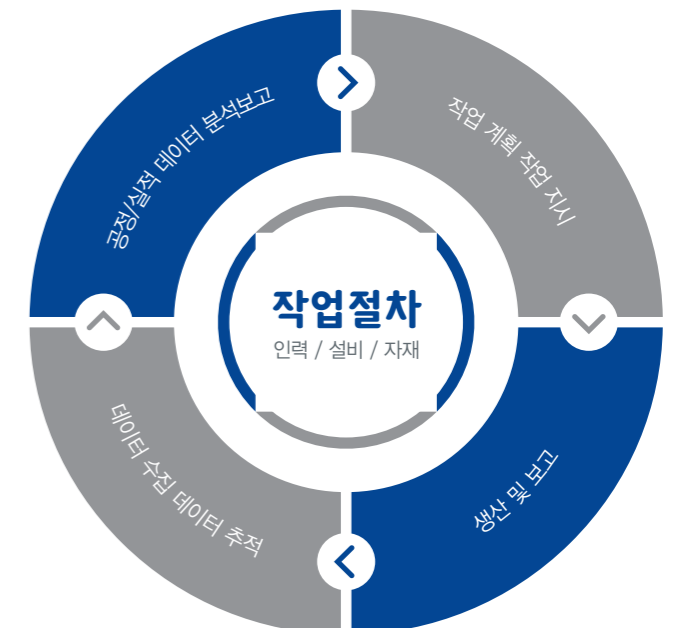 공정/실적 데이터 분석보고
작업 계획 작업 지시
작업절차
인력 / 설비 / 자재
데이터 수집 데이터 추적
생산 및 보고